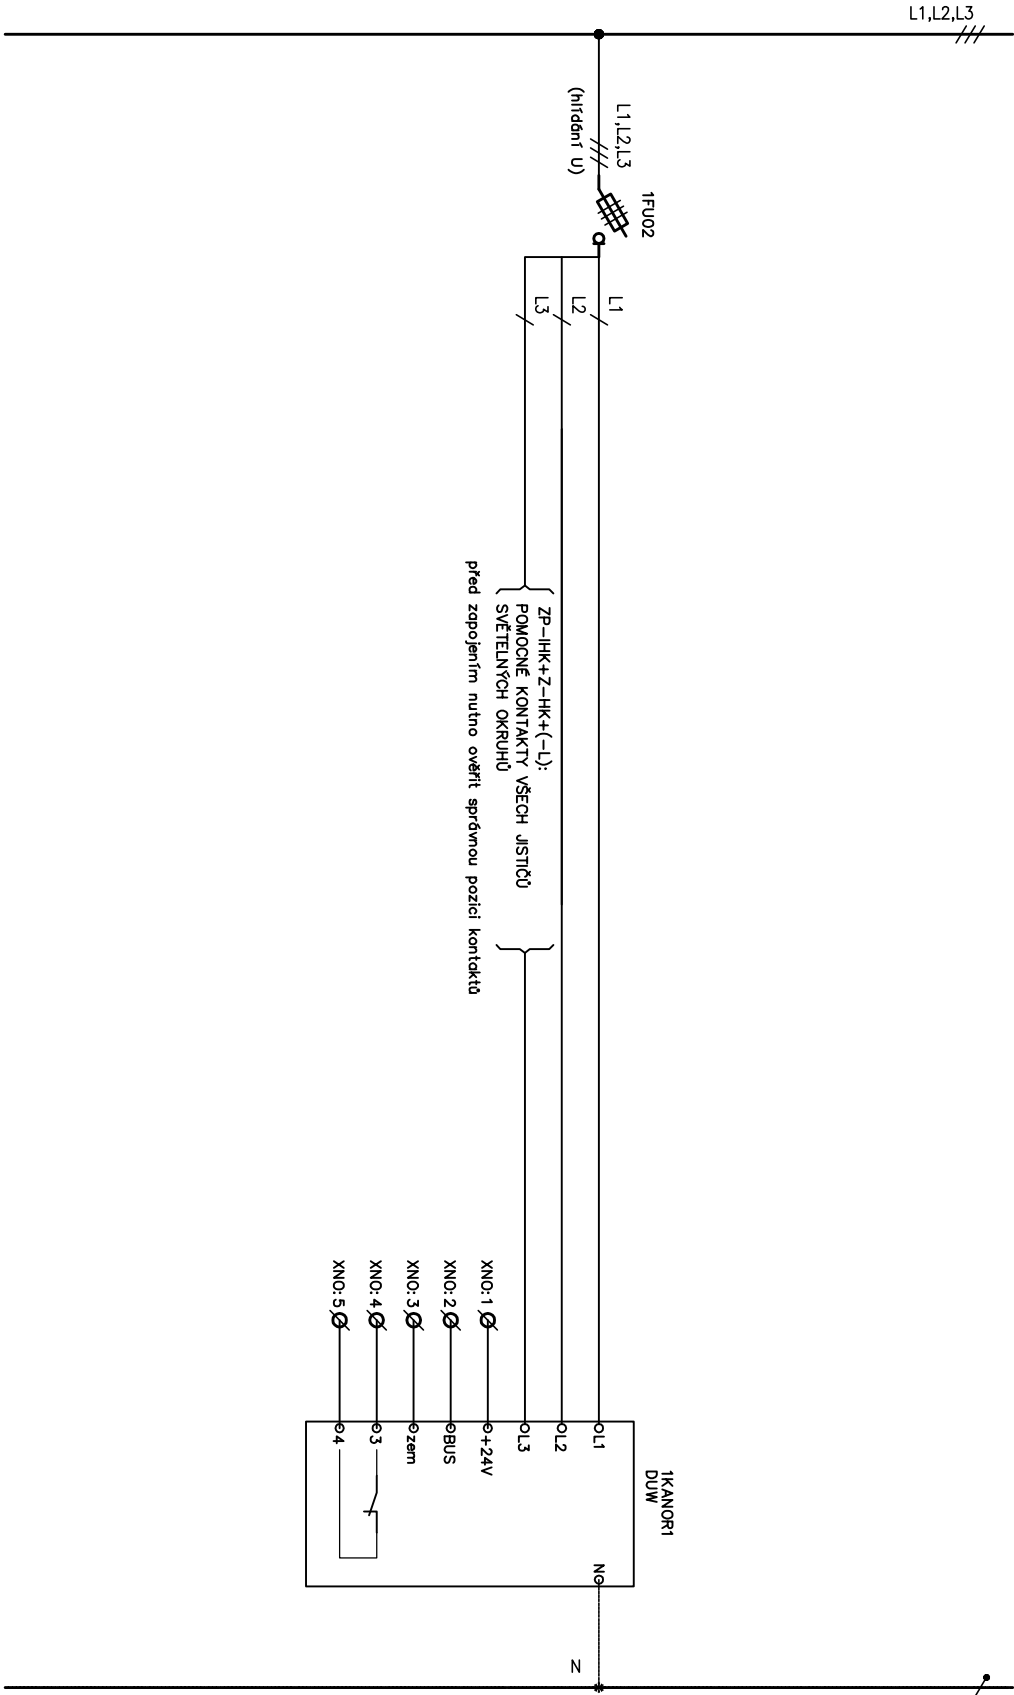 L1,L2,L3
L1,L2,L3
(hlídání U)
1FU02
L1
L2
L3
ZP-IHK+Z-HK+(-L):
POMOCNÉ KONTAKTY VŠECH JISTIČŮ
SVĚTELNÝCH OKRUHŮ
před zapojením nutno ověřit správnou pozici kontaktů
XNO:1
XNO:2
XNO:3
XNO:4
XNO:5
L1
L2
L3
+24V
BUS
zem
3
4
1KANOR1
DUW
N
N